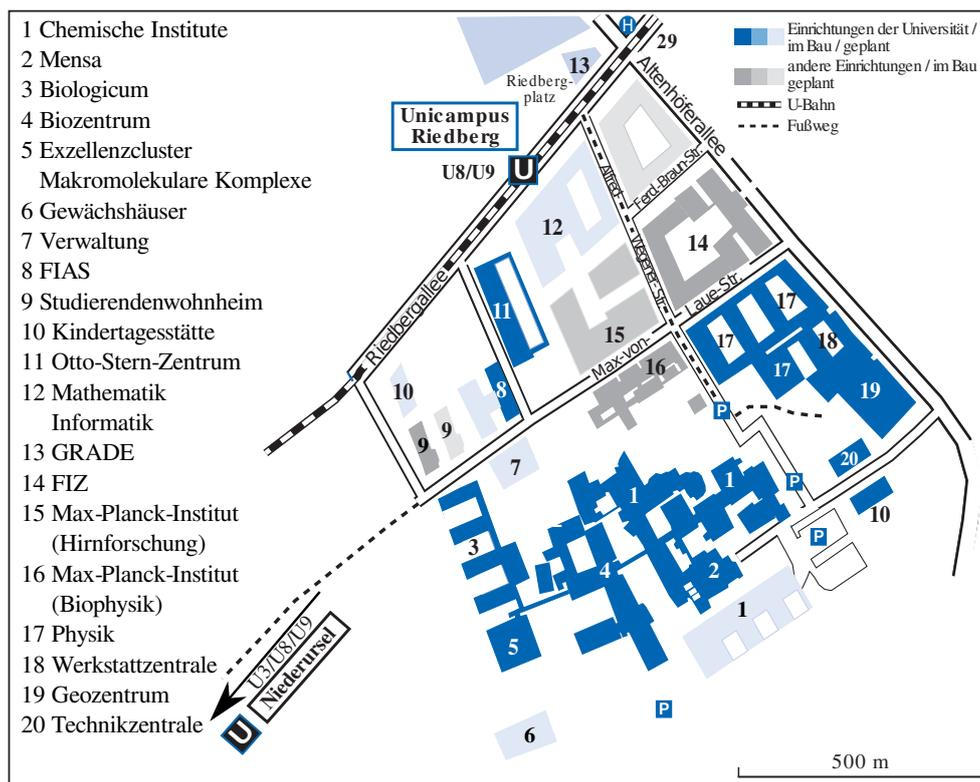 1 Chemische Institute
2 Mensa
3 Biologicum
4 Biozentrum
5 Exzellenzcluster
Makromolekulare Komplexe
6 Gewächshäuser
7 Verwaltung
8 FIAS
9 Studierendenwohnheim
10 Kindertagesstätte
11 Otto-Stern-Zentrum
12 Mathematik
Informatik
13 GRADE
14 FIZ
15 Max-Planck-Institut
(Hirnforschung)
16 Max-Planck-Institut
(Biophysik)
17 Physik
18 Werkstattzentrale
19 Geozentrum
20 Technikzentrale
Einrichtungen der Universität /
im Bau / geplant
andere Einrichtungen / im Bau
geplant
U-Bahn
Fußweg
H
29
13
Riedberg-
platz
Altenhöferallee
Unicampus
Riedberg
U8/U9
U
Alfred-
Wegener-Str.
Ferd.-Braun-Str.
12
14
Riedbergallee
Laue-Str.
11
17
15
17
18
Max-von-
16
17
10
8
19
9
9
P
7
20
1
1
P
10
3
P
4
2
1
5
U3/U8/U9
Niederursel
U
P
6
500 m